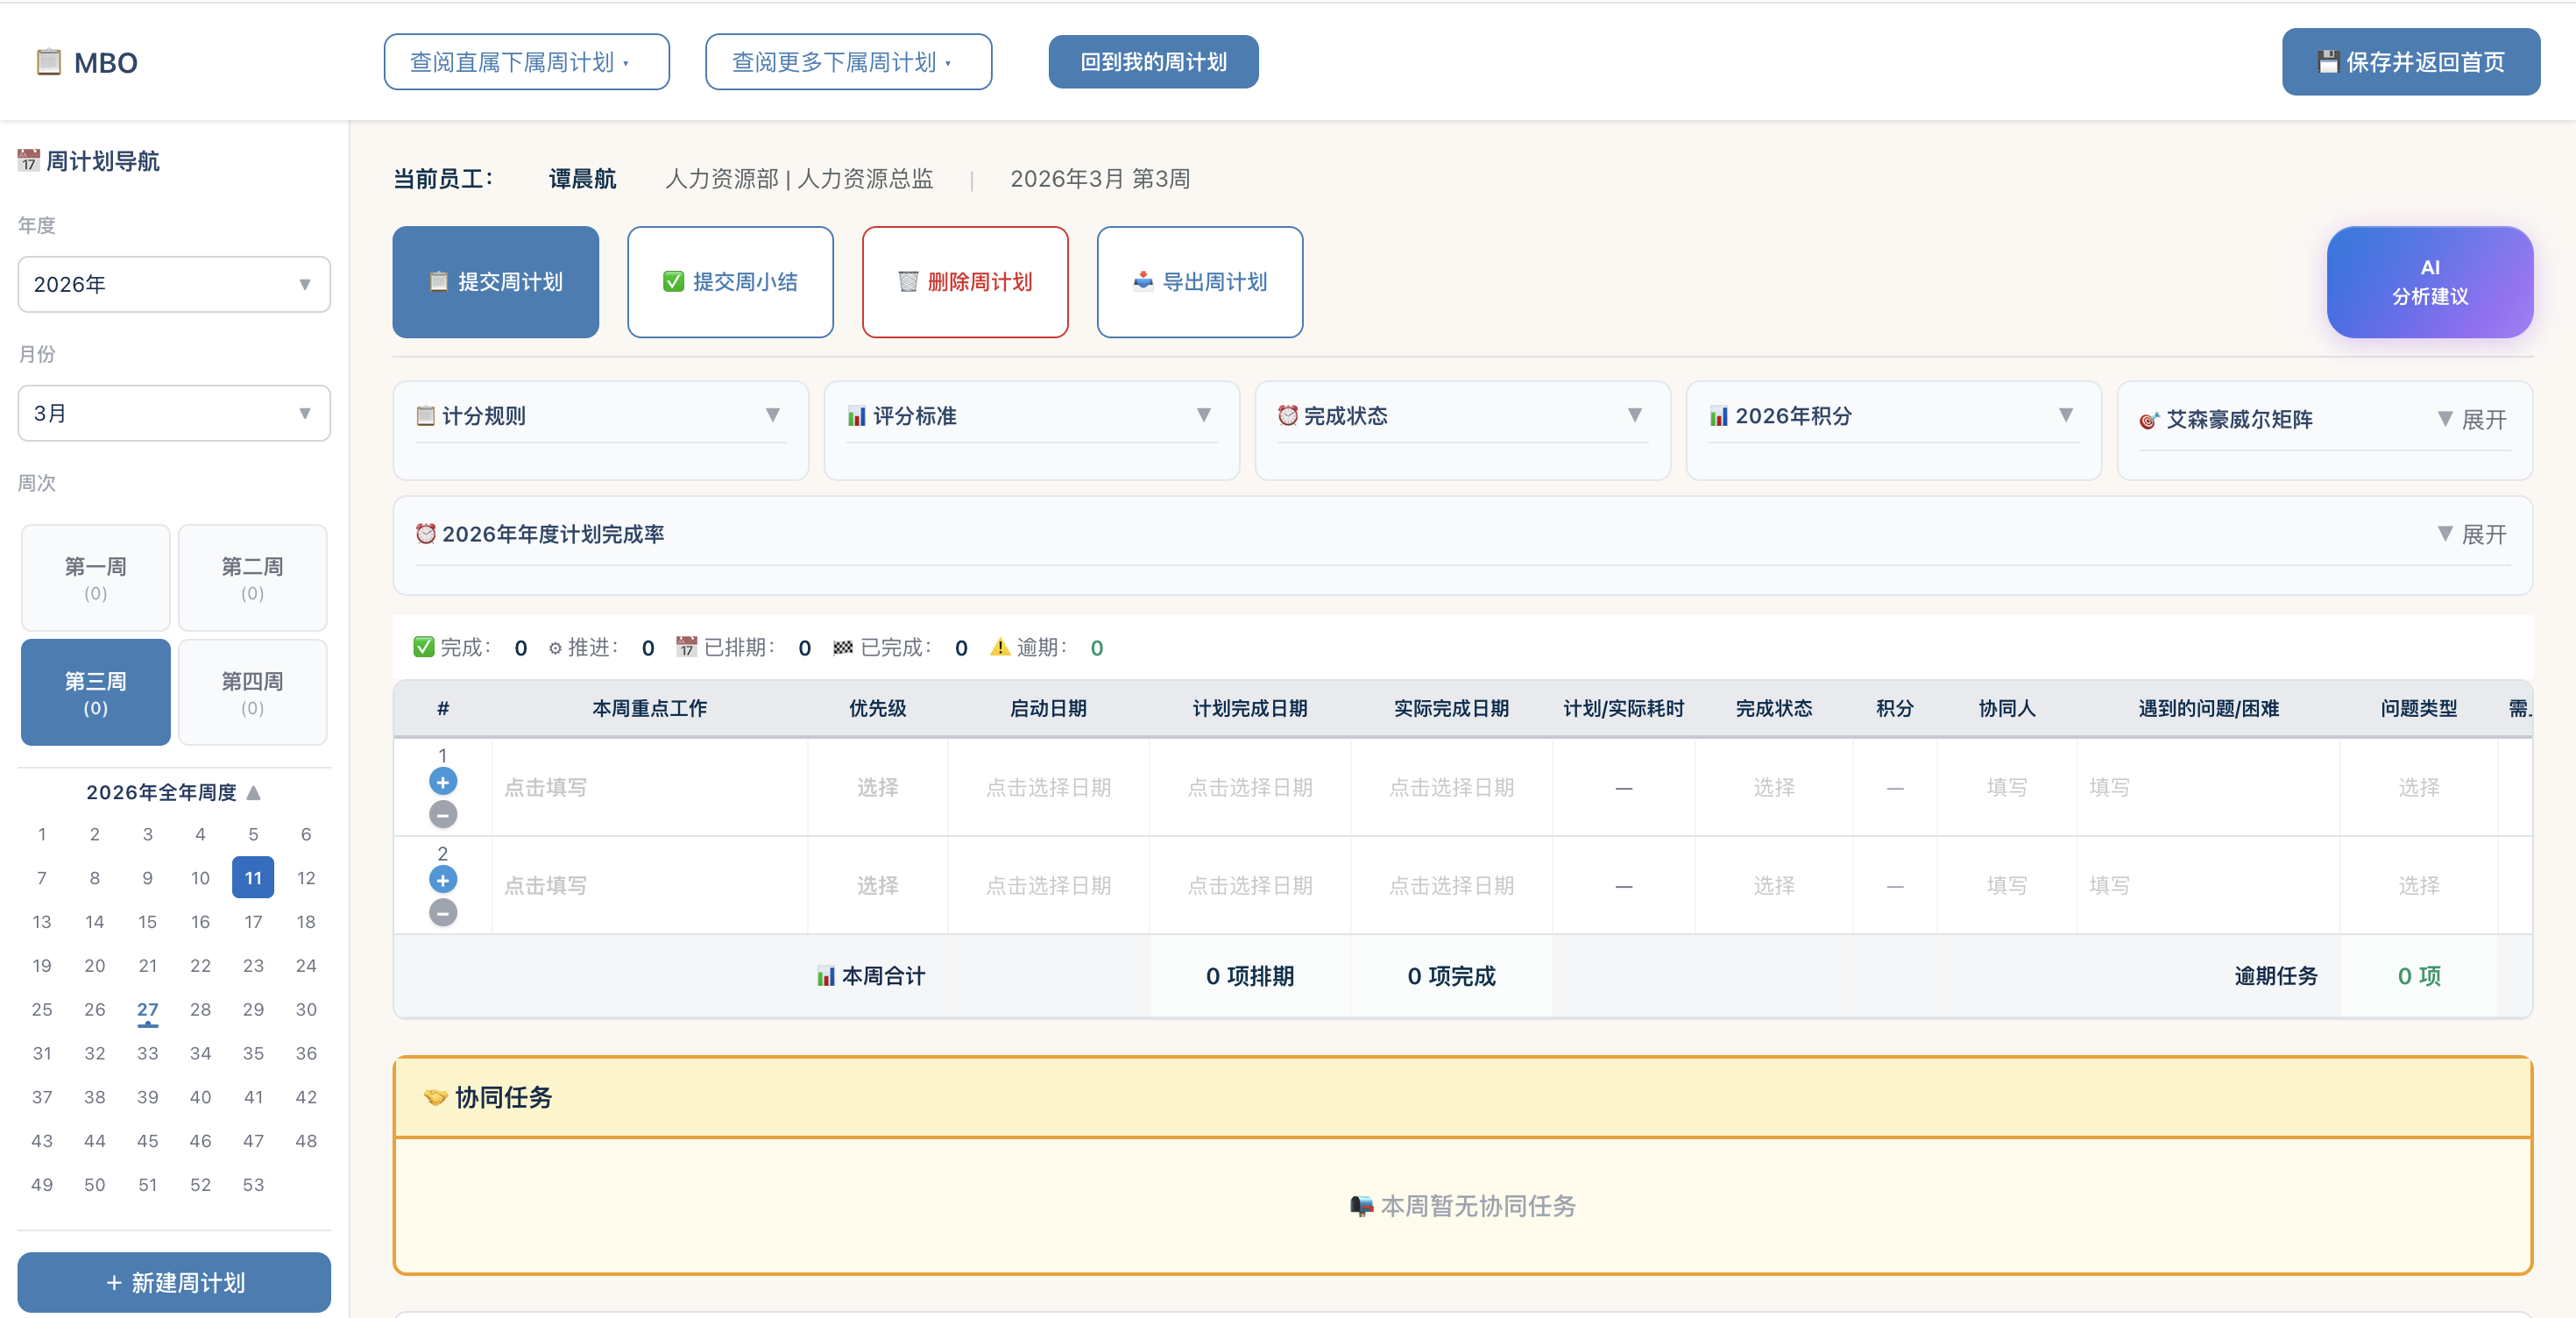 MBO
查阅直属下属周计划
查阅更多下属周计划
回到我的周计划
保存并返回首页
周计划导航
年度
2026年
月份
3月
周次
第一周
(0)
第二周
(0)
第三周
(0)
第四周
(0)
2026年全年周度
1 2 3 4 5 6
7 8 9 10 11 12
13 14 15 16 17 18
19 20 21 22 23 24
25 26 27 28 29 30
31 32 33 34 35 36
37 38 39 40 41 42
43 44 45 46 47 48
49 50 51 52 53
+ 新建周计划
当前员工： 谭晨航 人力资源部 | 人力资源总监 | 2026年3月 第3周
提交周计划
提交周小结
删除周计划
导出周计划
AI
分析建议
计分规则
评分标准
完成状态
2026年积分
艾森豪威尔矩阵 ▼ 展开
2026年年度计划完成率 ▼ 展开
完成： 0 推进： 0 已排期： 0 已完成： 0 逾期： 0
# 本周重点工作 优先级 启动日期 计划完成日期 实际完成日期 计划/实际耗时 完成状态 积分 协同人 遇到的问题/困难 问题类型
1 点击填写 选择 点击选择日期 点击选择日期 点击选择日期 — 选择 — 填写 填写 选择
2 点击填写 选择 点击选择日期 点击选择日期 点击选择日期 — 选择 — 填写 填写 选择
本周合计 0 项排期 0 项完成 逾期任务 0 项
协同任务
本周暂无协同任务